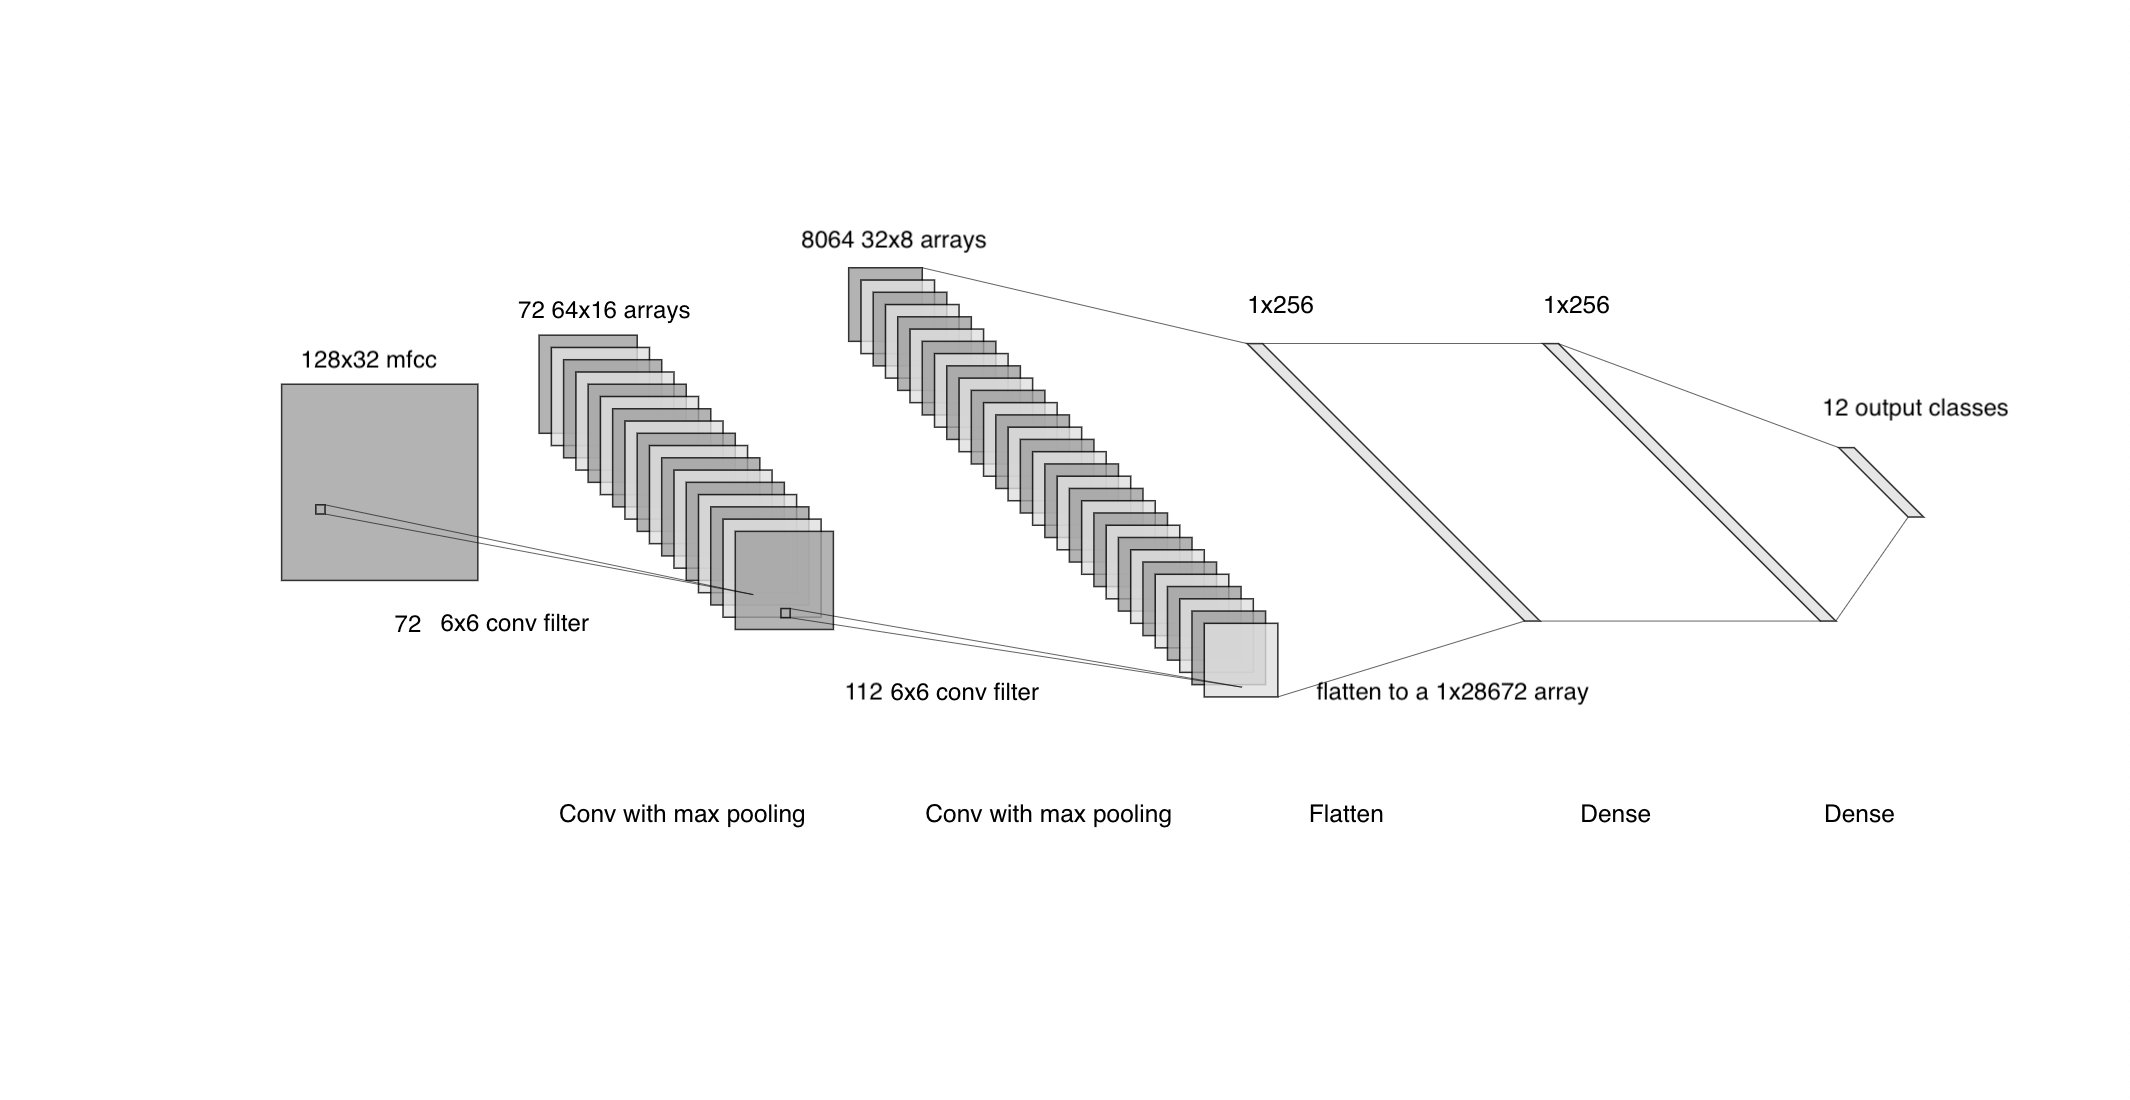 8064 32x8 arrays
72 64x16 arrays
1x256
1x256
128x32 mfcc
12 output classes
72 6x6 conv filter
112 6x6 conv filter
flatten to a 1x28672 array
Conv with max pooling
Conv with max pooling
Flatten
Dense
Dense